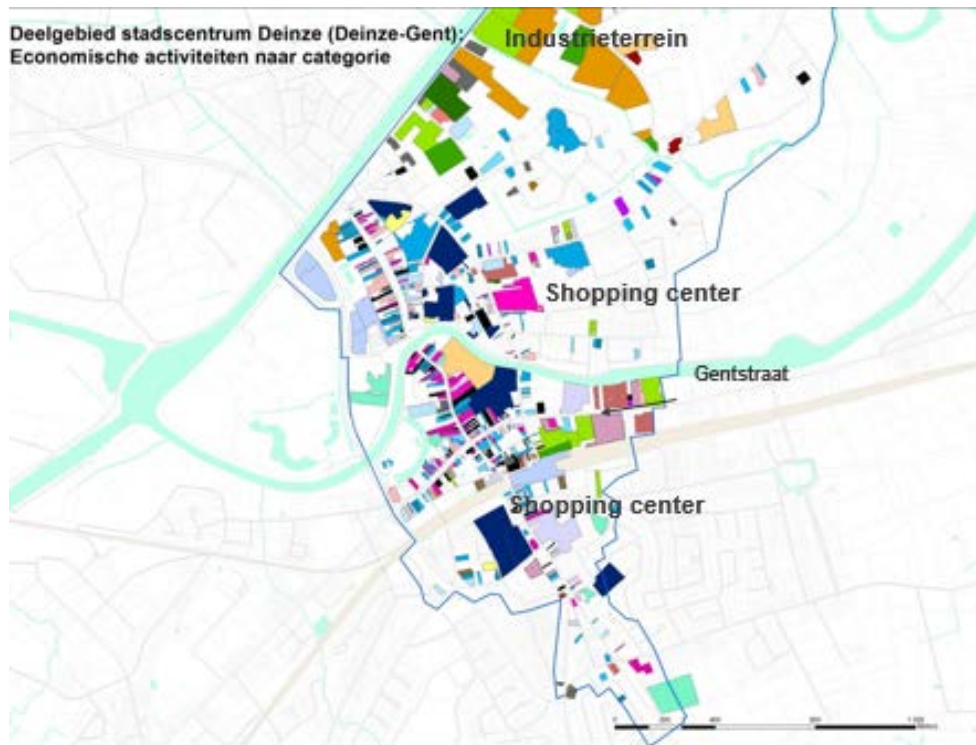 Deelgebied stadscentrum Deinze (Deinze-Gent):
Economische activiteiten naar categorie
Industrieterrein
Shopping center
Gentstraat
Shopping center